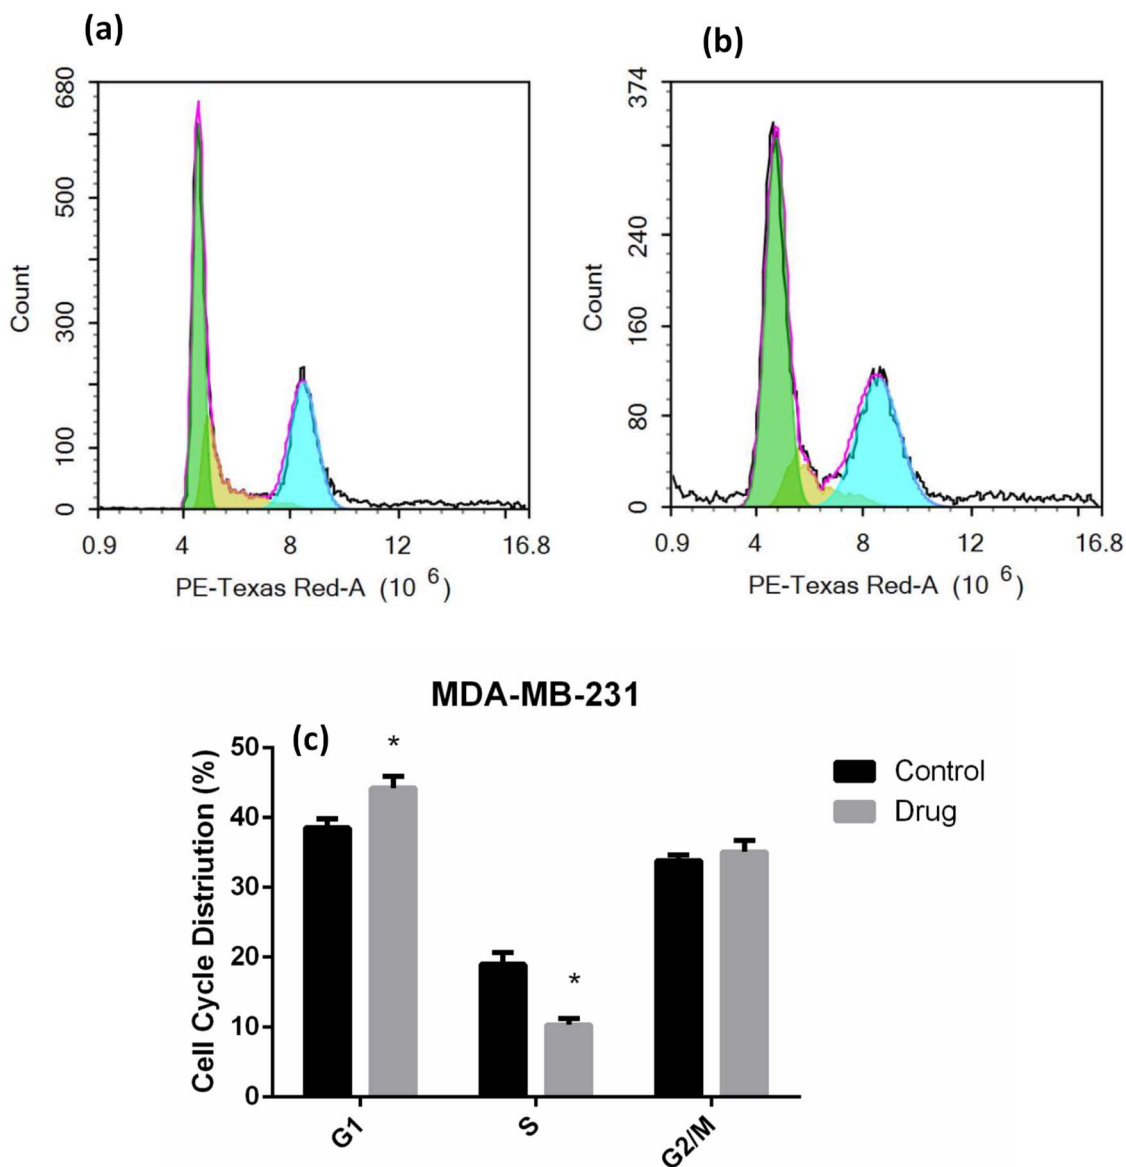 (a)
680
500
300
100
0
Count
0.9 4 8 12 16.8
PE-Texas Red-A (10 6)
(b)
374
240
160
80
0
Count
0.9 4 8 12 16.8
PE-Texas Red-A (10 6)
MDA-MB-231
(c)
50
40
30
20
10
0
Cell Cycle Distriution (%)
*
*
G1 S G2/M
Control
Drug